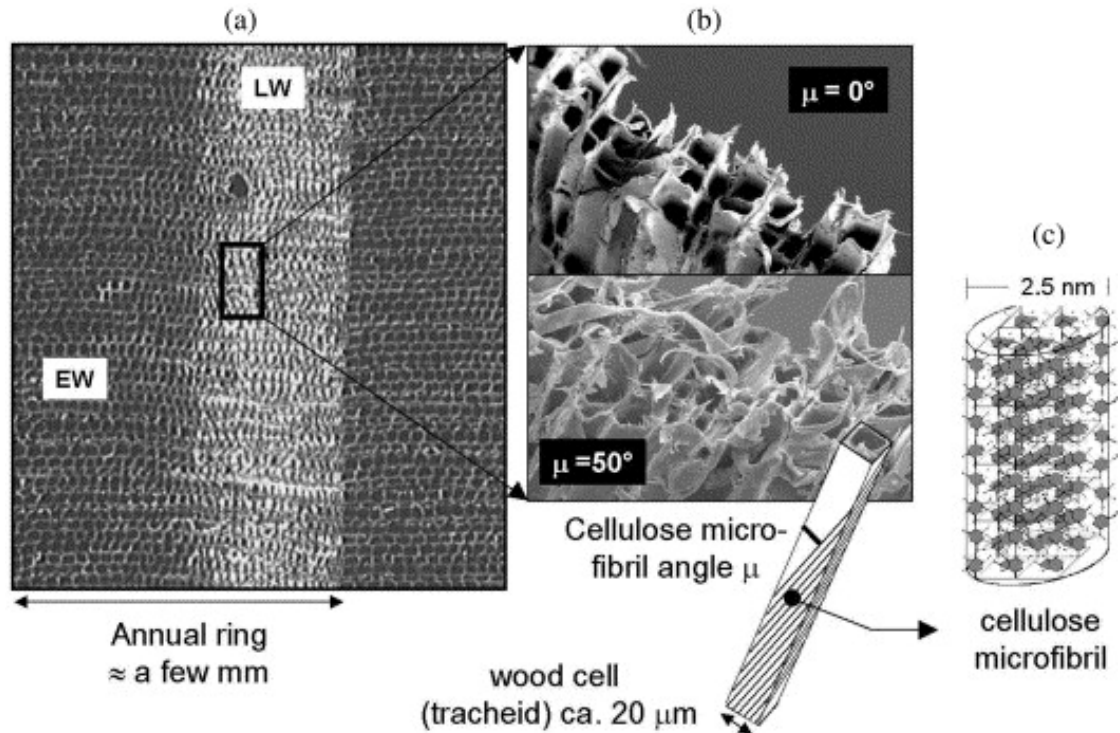 (a)
(b)
LW
μ = 0°
(c)
2.5 nm
EW
μ =50°
Cellulose micro-
fibril angle μ
Annual ring
≈ a few mm
cellulose
microfibril
wood cell
(tracheid) ca. 20 μm